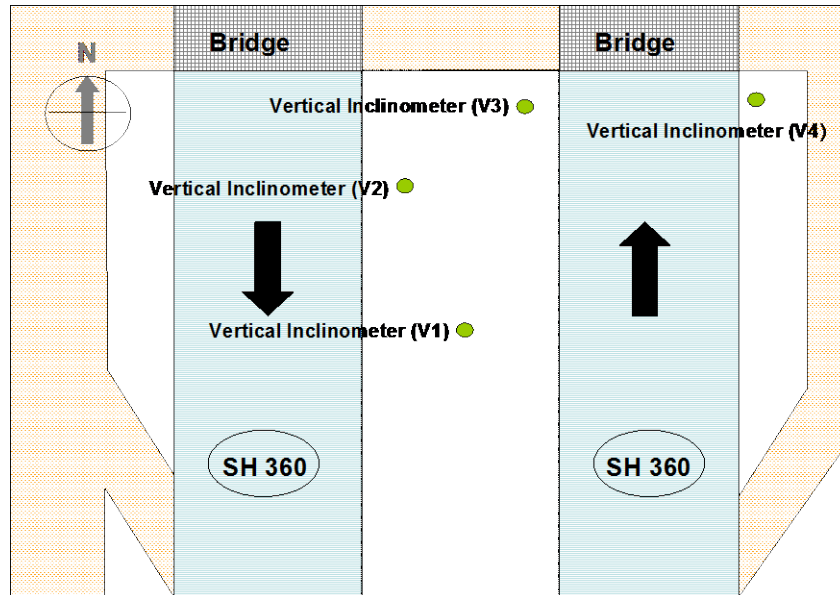 Bridge
Bridge
N
Vertical Inclinometer (V3)
Vertical Inclinometer (V4)
Vertical Inclinometer (V2)
Vertical Inclinometer (V1)
SH 360
SH 360